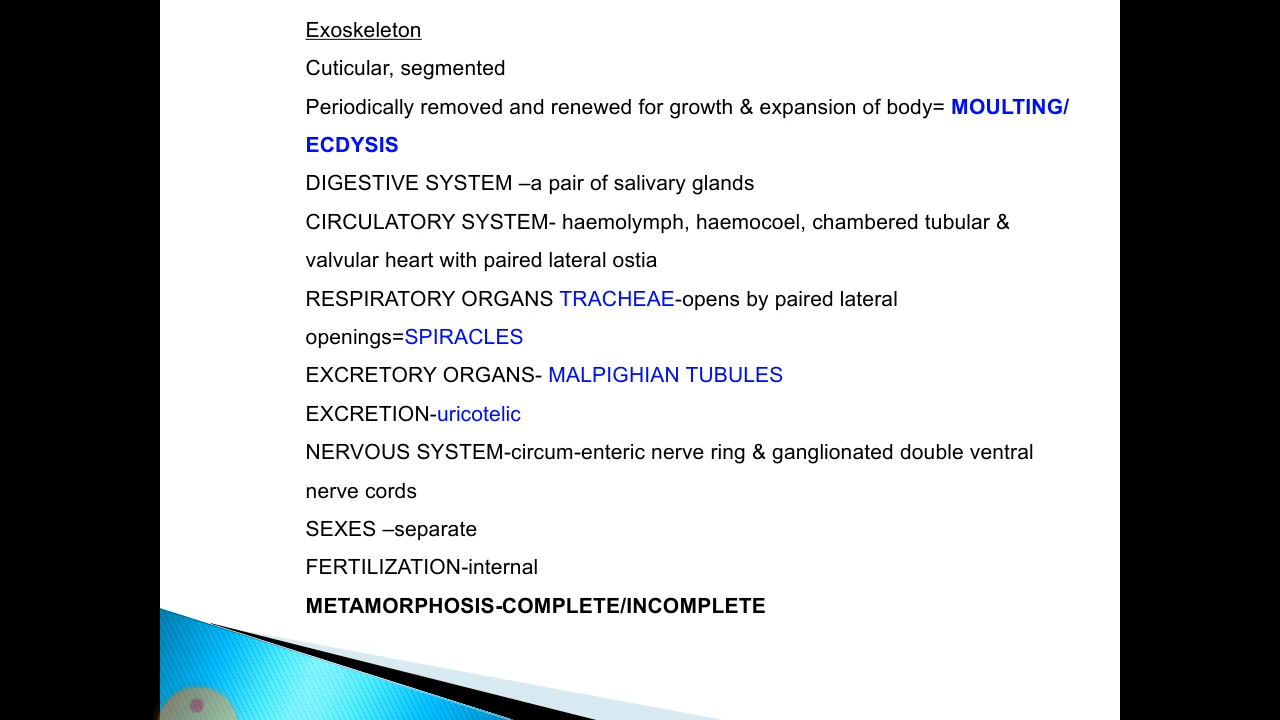 Exoskeleton
Cuticular, segmented
Periodically removed and renewed for growth & expansion of body= MOULTING/
ECDYSIS
DIGESTIVE SYSTEM –a pair of salivary glands
CIRCULATORY SYSTEM- haemolymph, haemocoel, chambered tubular &
valvular heart with paired lateral ostia
RESPIRATORY ORGANS TRACHEAE-opens by paired lateral
openings=SPIRACLES
EXCRETORY ORGANS- MALPIGHIAN TUBULES
EXCRETION-uricotelic
NERVOUS SYSTEM-circum-enteric nerve ring & ganglionated double ventral
nerve cords
SEXES –separate
FERTILIZATION-internal
METAMORPHOSIS-COMPLETE/INCOMPLETE